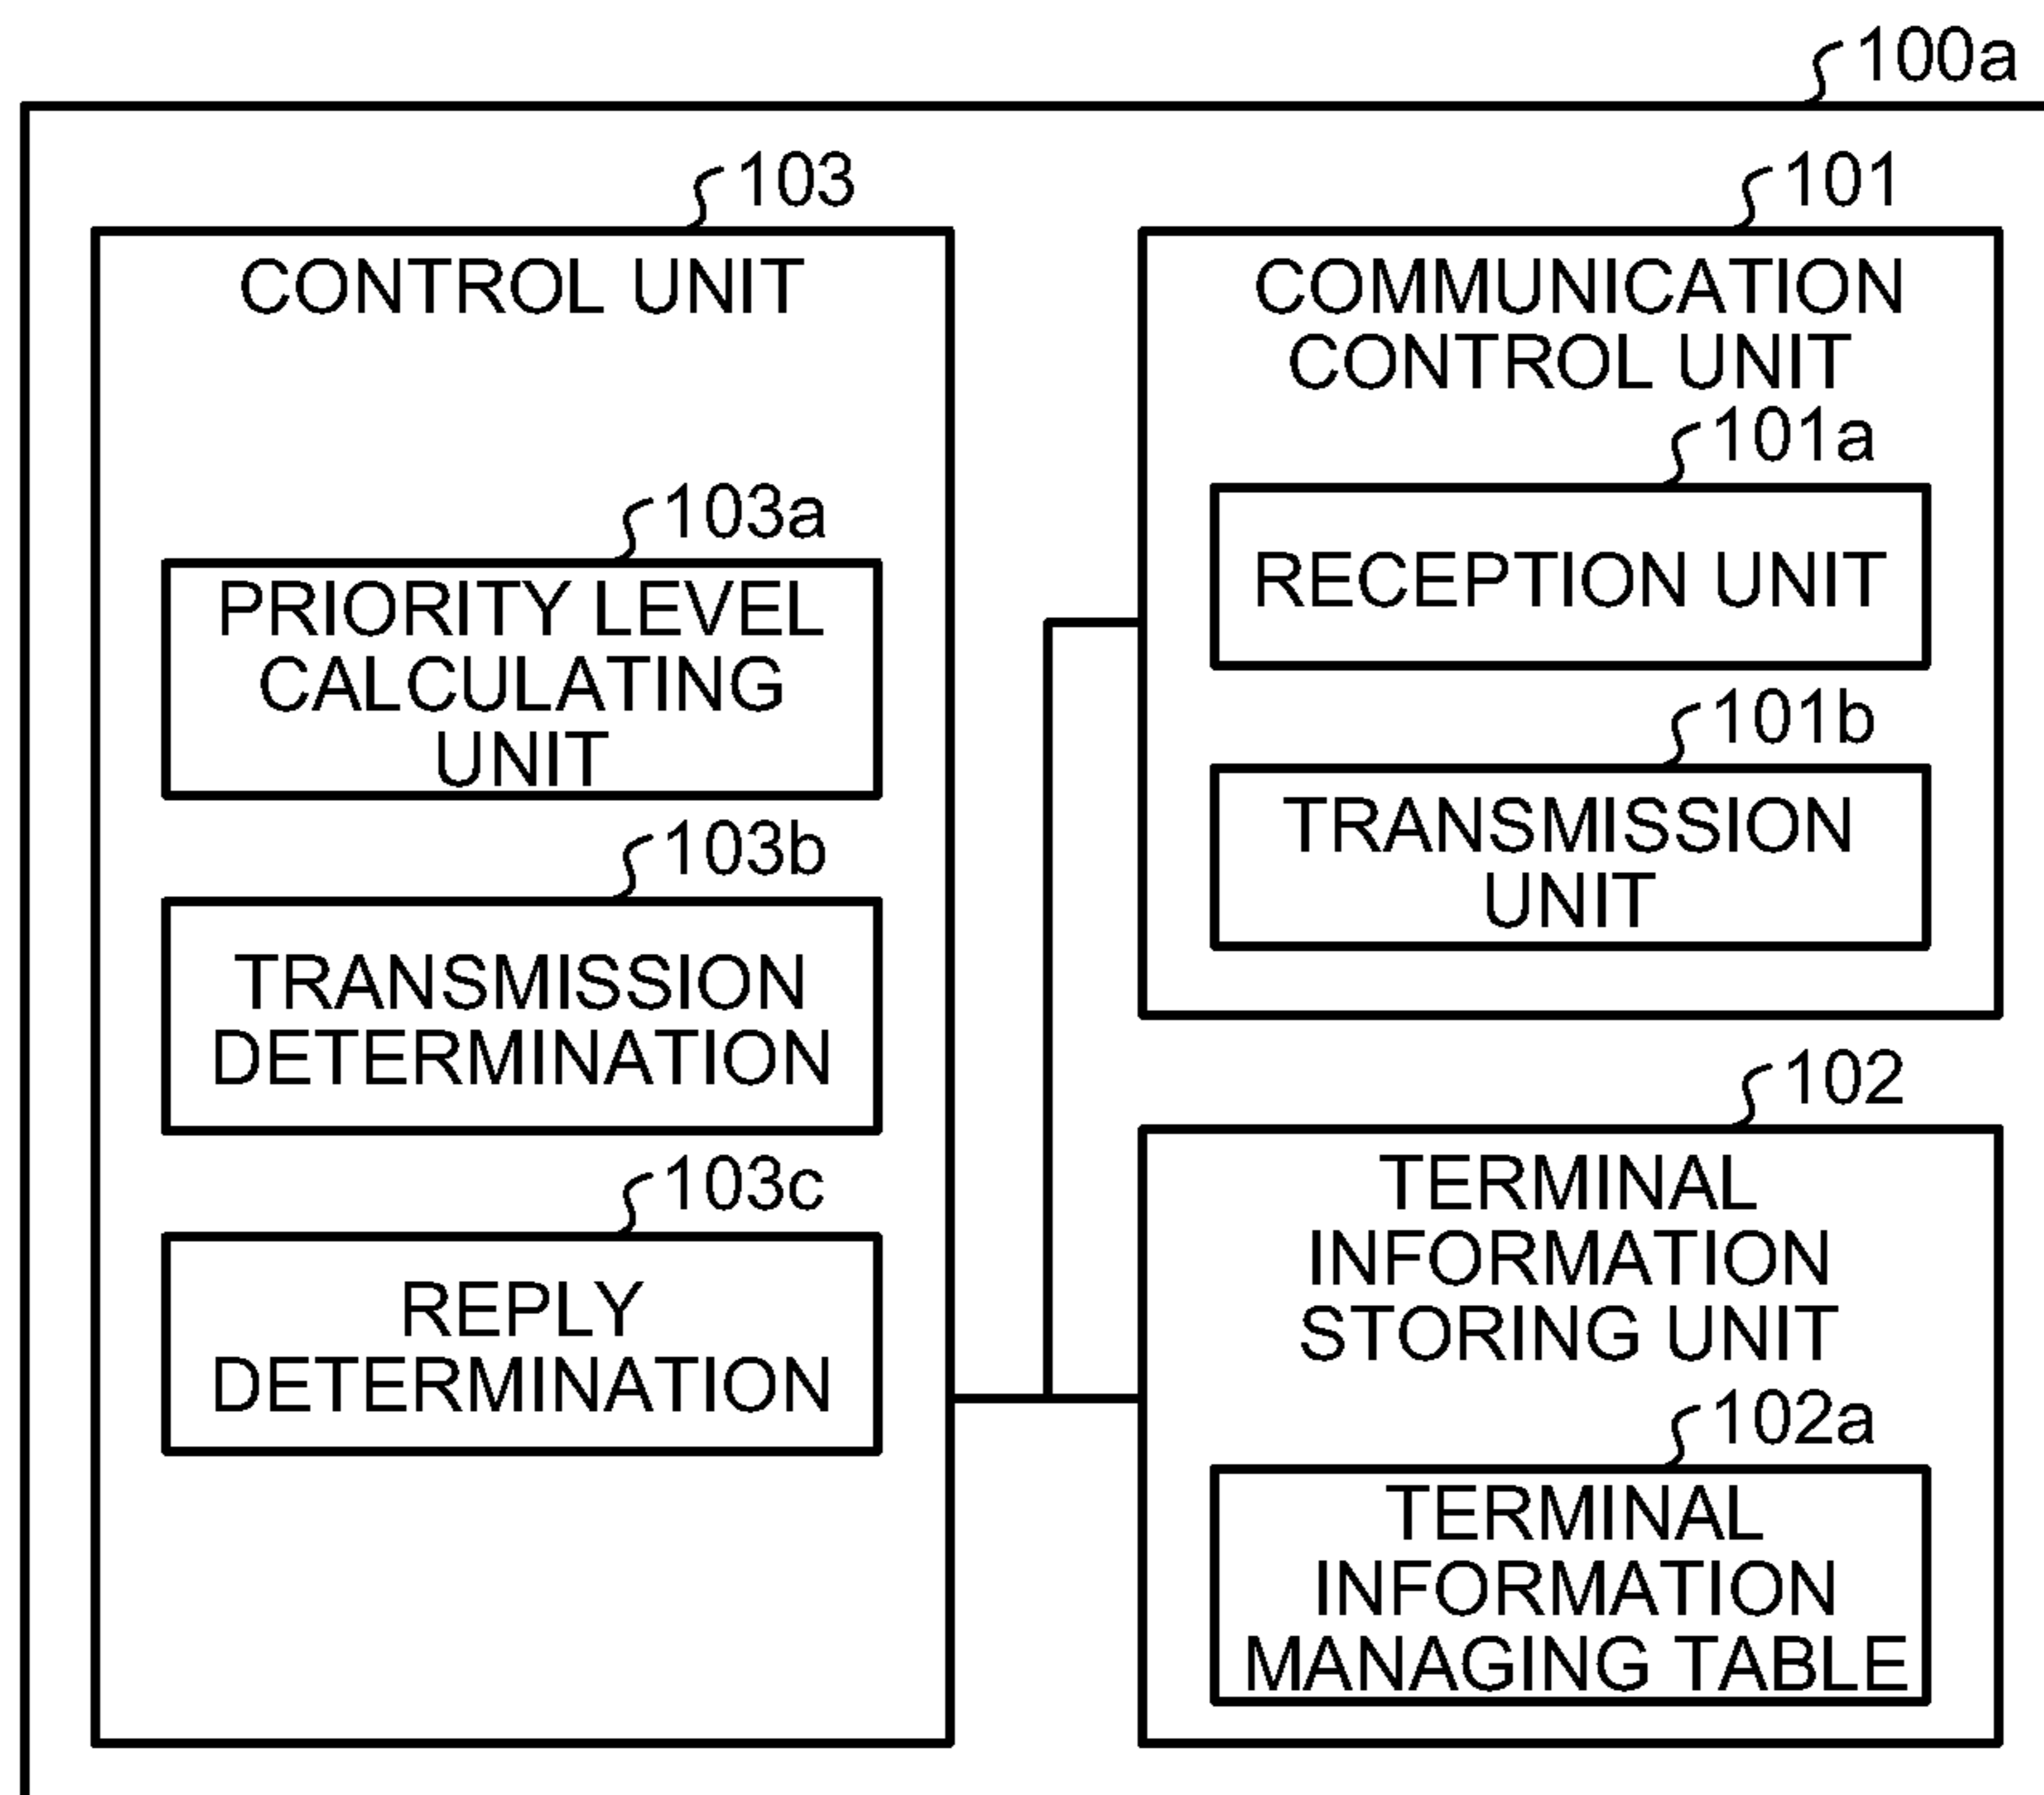 100a
103
CONTROL UNIT
103a
PRIORITY LEVEL
CALCULATING
UNIT
103b
TRANSMISSION
DETERMINATION
103c
REPLY
DETERMINATION
101
COMMUNICATION
CONTROL UNIT
101a
RECEPTION UNIT
101b
TRANSMISSION
UNIT
102
TERMINAL
INFORMATION
STORING UNIT
102a
TERMINAL
INFORMATION
MANAGING TABLE